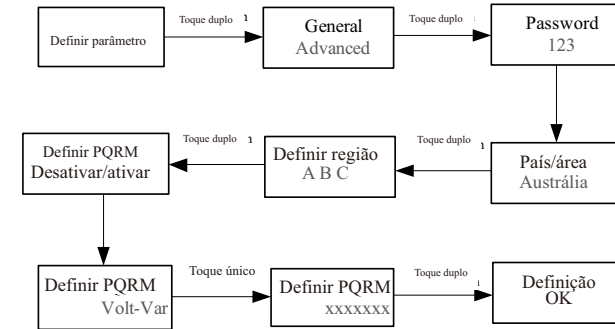 Definir parâmetro
Toque duplo
General
Advanced
Toque duplo
Password
123
País/área
Austrália
Toque duplo
Definir região
A B C
Toque duplo
Definir PQRM
Desativar/ativar
Definir PQRM
Volt-Var
Toque único
Definir PQRM
xxxxxxx
Toque duplo
Definição
OK